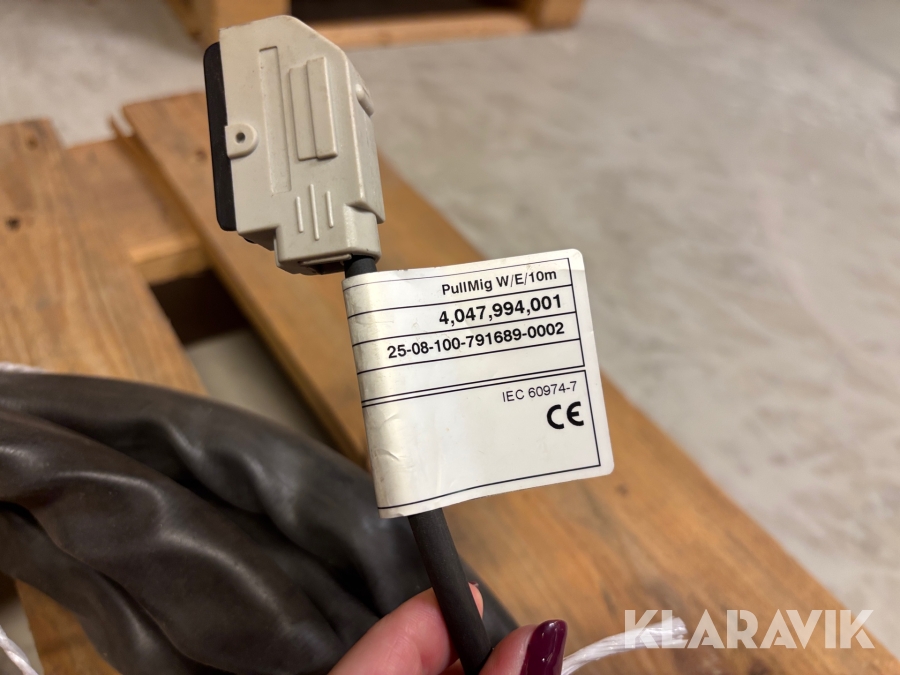 PullMig W/E/10m
4,047,994,001
25-08-100-791689-0002
IEC 60974-7
CE
KLARAVIK